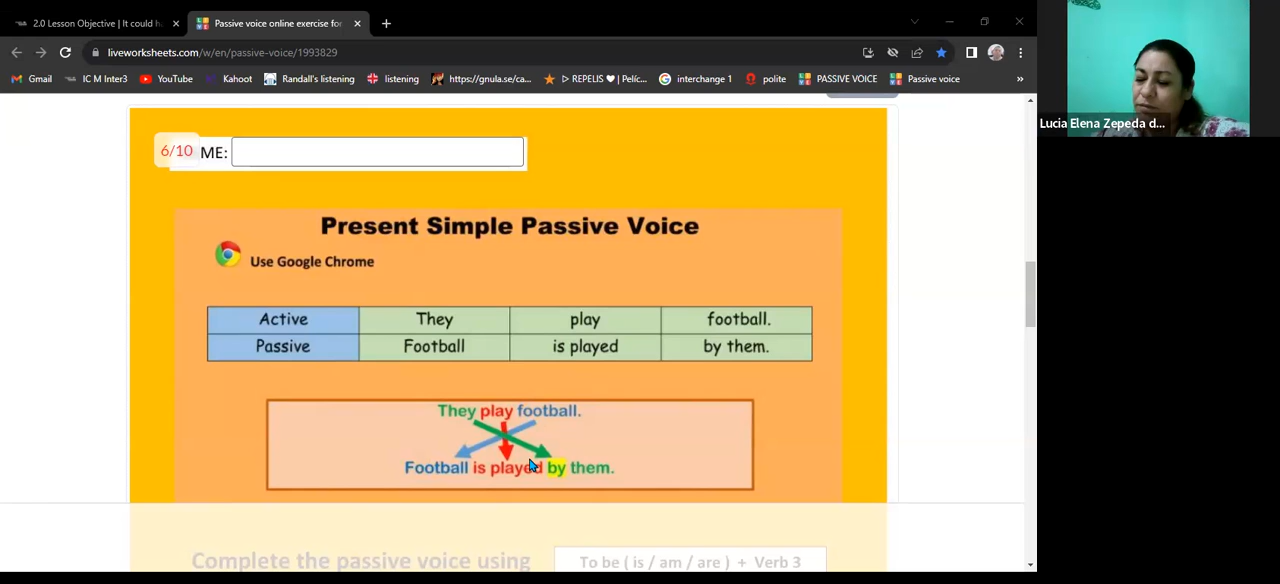 2.0 Lesson Objective | It could h
Passive voice online exercise for
liveworksheets.com/w/en/passive-voice/1993829
Gmail
IC M Inter3
YouTube
Kahoot
Randall's listening
listening
https://gnula.se/ca...
▷ REPELIS ♥ | Pelíc...
interchange 1
polite
PASSIVE VOICE
Passive voice
»
Lucia Elena Zepeda d...
6/10 ME:
Present Simple Passive Voice
Use Google Chrome
Active They play football.
Passive Football is played by them.
They play football.
Football is played by them.
Complete the passive voice using
To be ( is / am / are ) + Verb 3